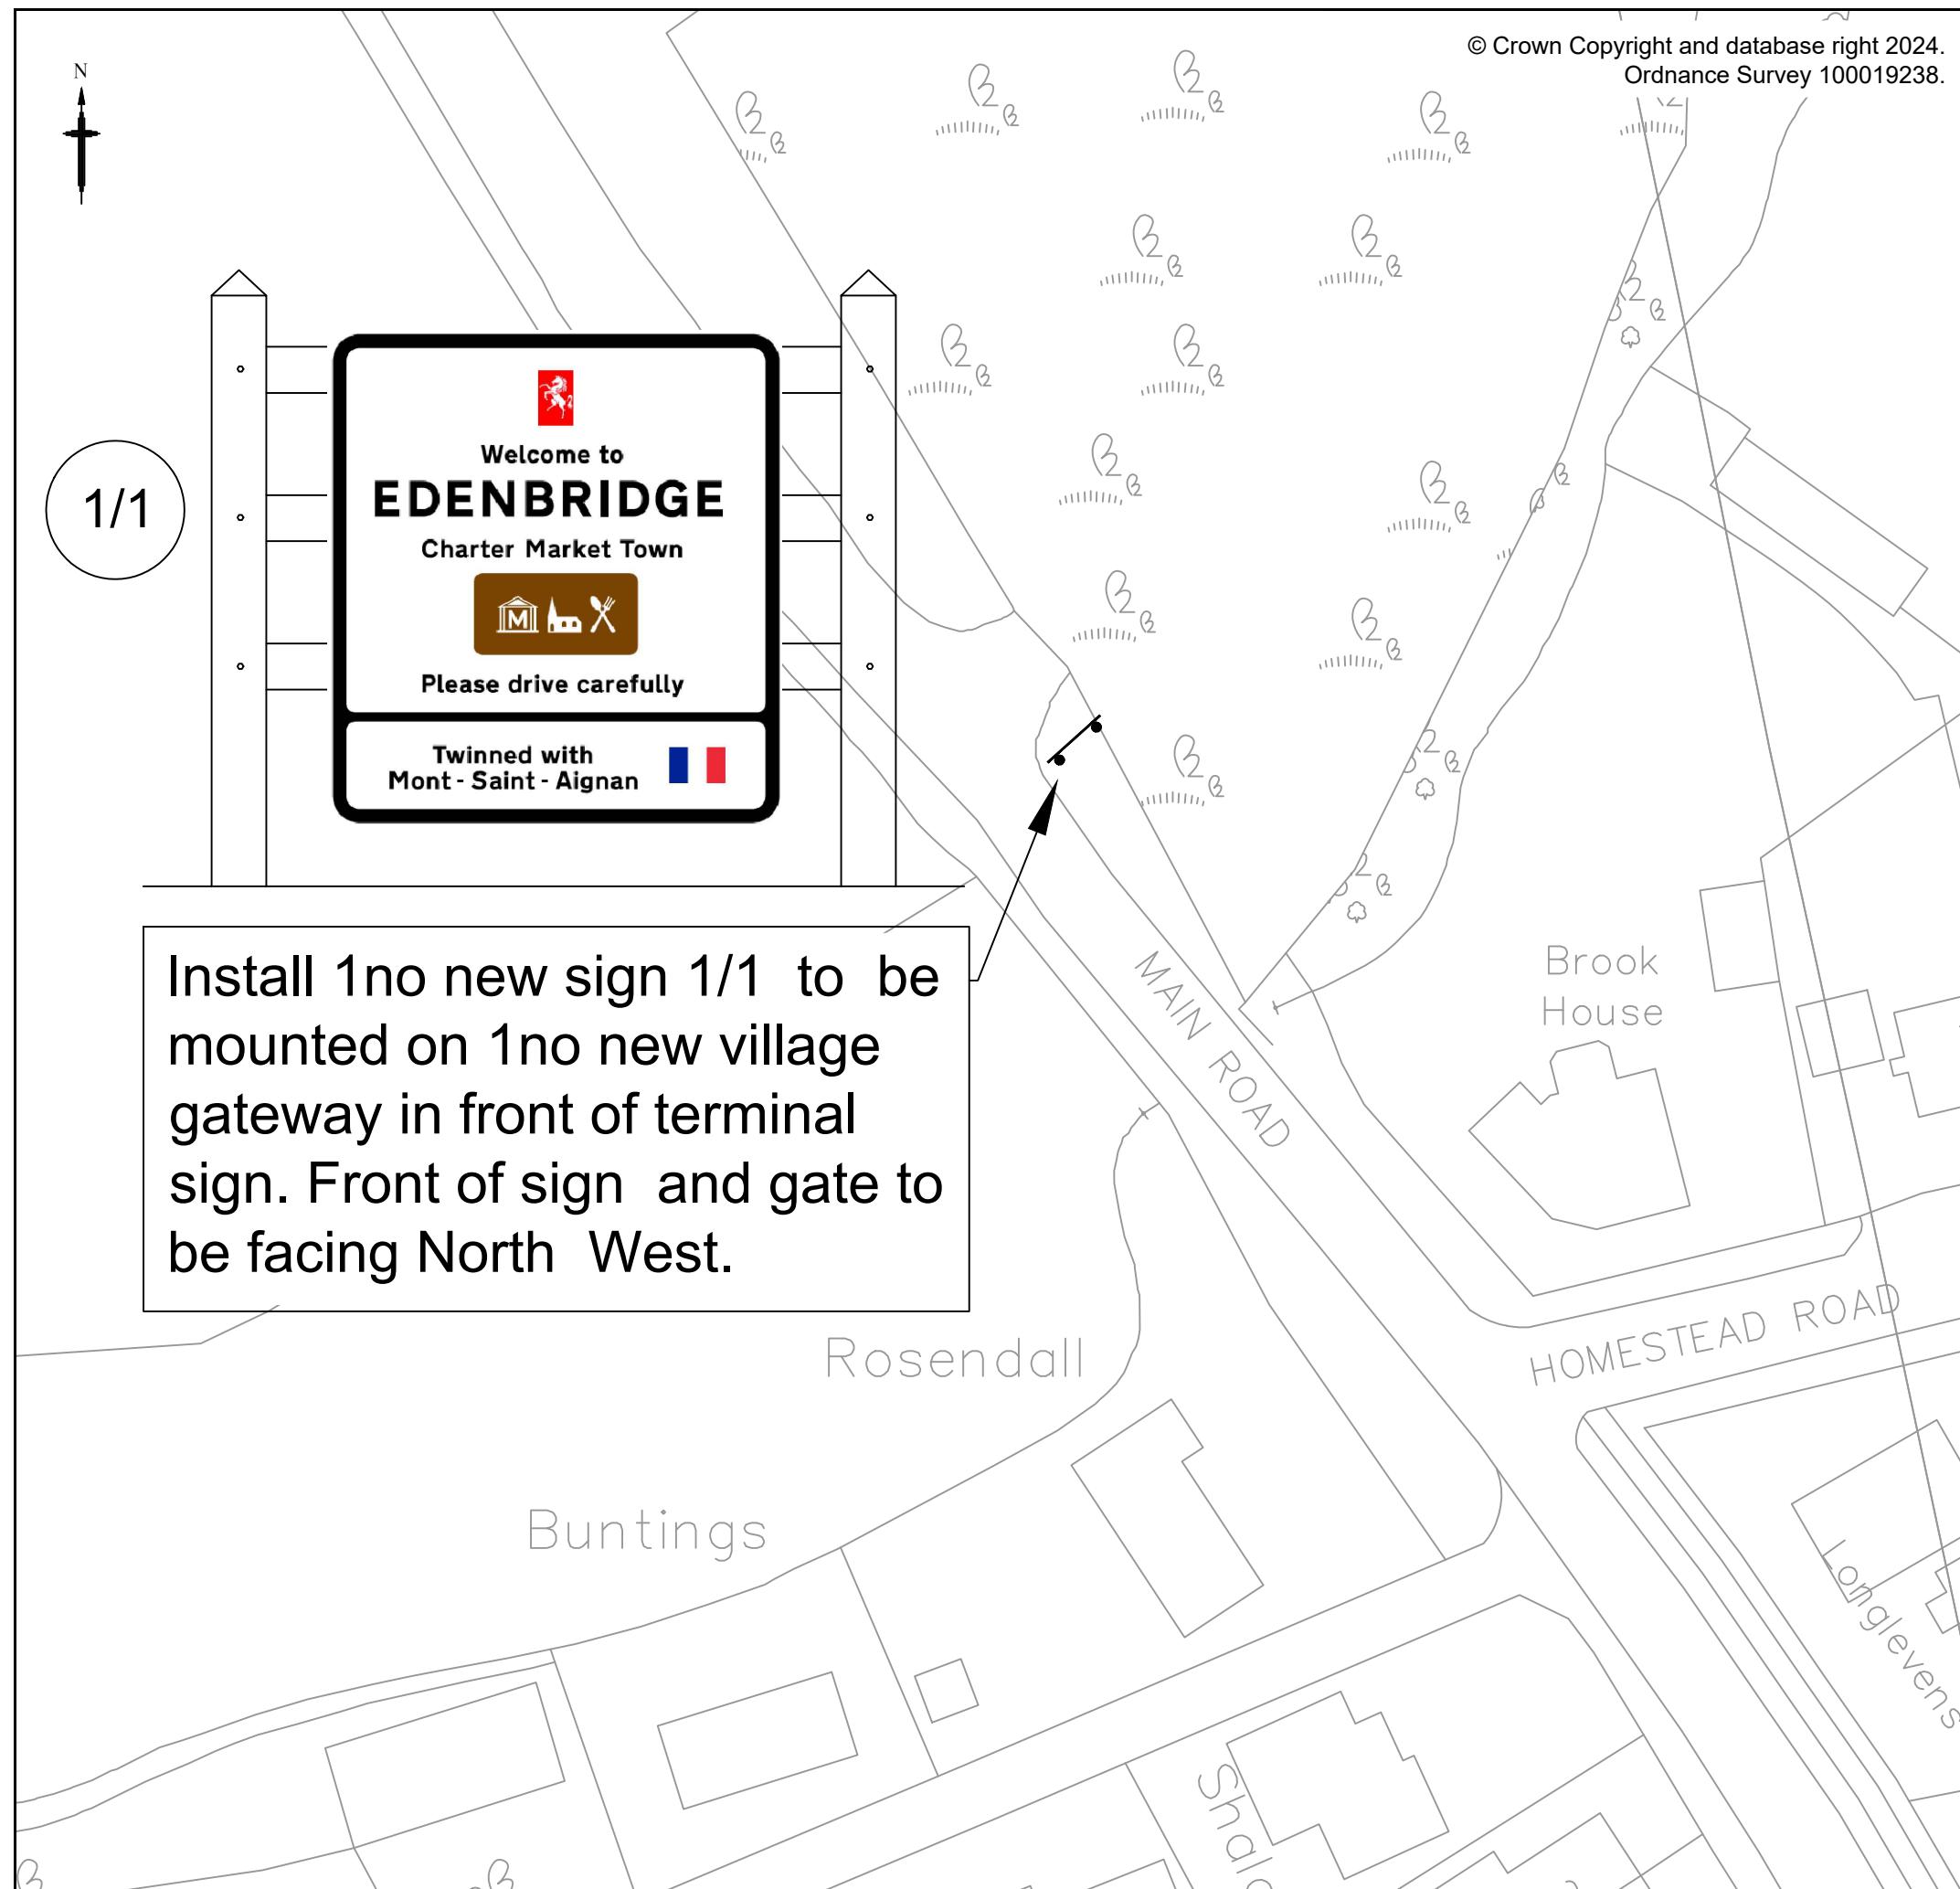 © Crown Copyright and database right 2024.
Ordnance Survey 100019238.
N
1/1
Welcome to
EDENBRIDGE
Charter Market Town
M
Please drive carefully
Twinned with
Mont - Saint - Aignan
Install 1no new sign 1/1 to be
mounted on 1no new village
gateway in front of terminal
sign. Front of sign and gate to
be facing North West.
MAIN ROAD
Brook
House
HOMESTEAD ROAD
Rosendall
Buntings
Longlevens